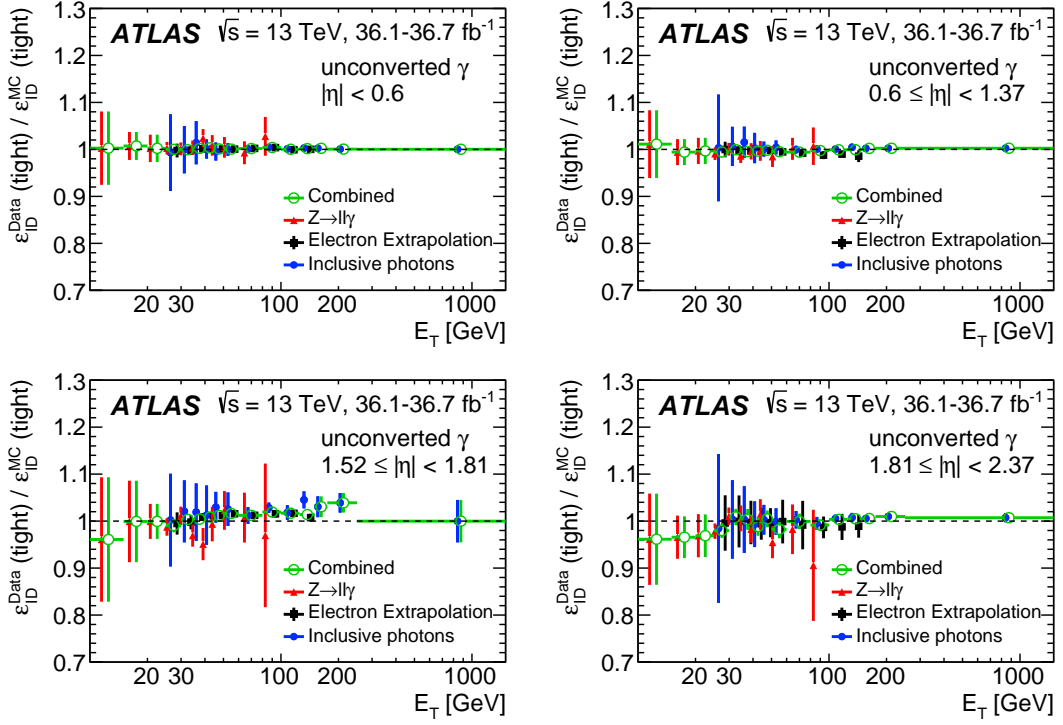 ATLAS √s = 13 TeV, 36.1-36.7 fb⁻¹
unconverted γ
|η| < 0.6
Combined
Z→llγ
Electron Extrapolation
Inclusive photons
1.3
1.2
1.1
1
0.9
0.8
0.7
20 30 100 200 1000
E_T [GeV]
ε_ID^Data (tight) / ε_ID^MC (tight)
ATLAS √s = 13 TeV, 36.1-36.7 fb⁻¹
unconverted γ
0.6 ≤ |η| < 1.37
Combined
Z→llγ
Electron Extrapolation
Inclusive photons
1.3
1.2
1.1
1
0.9
0.8
0.7
20 30 100 200 1000
E_T [GeV]
ε_ID^Data (tight) / ε_ID^MC (tight)
ATLAS √s = 13 TeV, 36.1-36.7 fb⁻¹
unconverted γ
1.52 ≤ |η| < 1.81
Combined
Z→llγ
Electron Extrapolation
Inclusive photons
1.3
1.2
1.1
1
0.9
0.8
0.7
20 30 100 200 1000
E_T [GeV]
ε_ID^Data (tight) / ε_ID^MC (tight)
ATLAS √s = 13 TeV, 36.1-36.7 fb⁻¹
unconverted γ
1.81 ≤ |η| < 2.37
Combined
Z→llγ
Electron Extrapolation
Inclusive photons
1.3
1.2
1.1
1
0.9
0.8
0.7
20 30 100 200 1000
E_T [GeV]
ε_ID^Data (tight) / ε_ID^MC (tight)